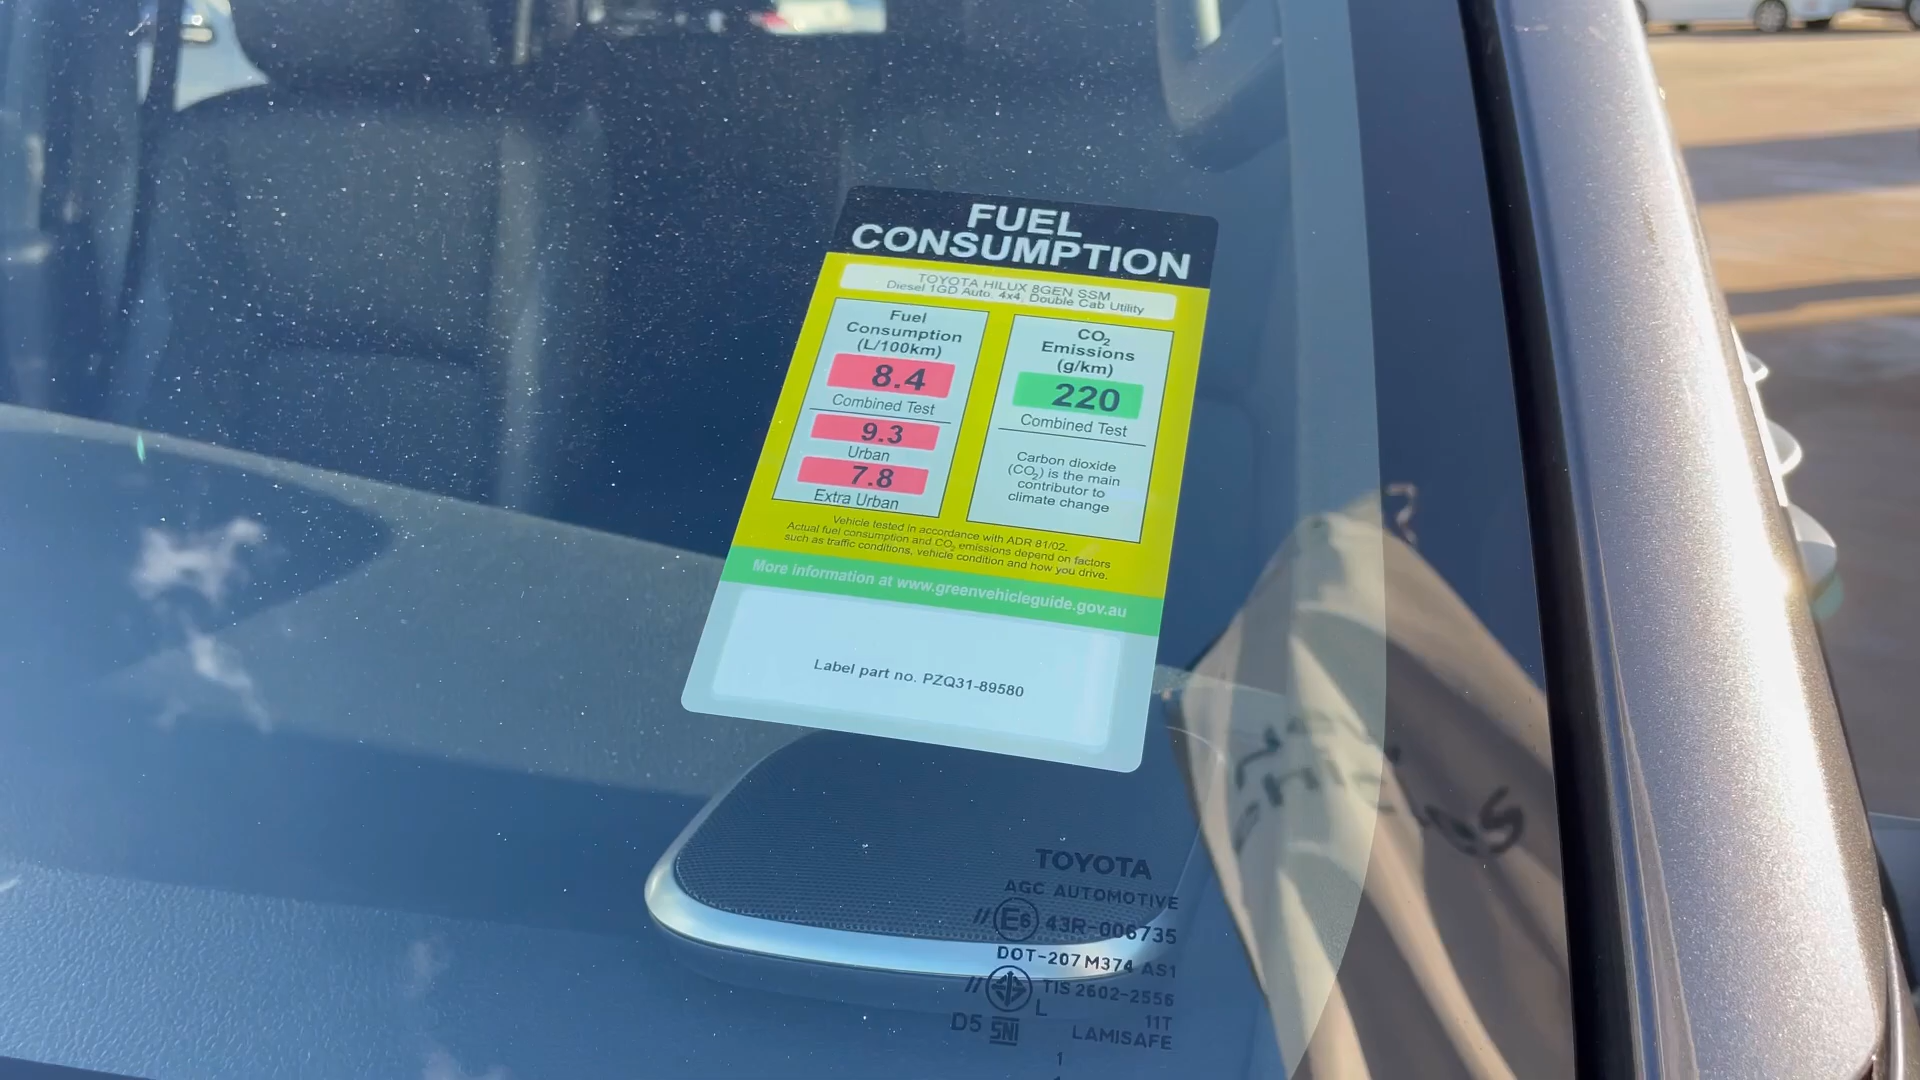 FUEL
CONSUMPTION
TOYOTA HILUX 8GEN SSM
Diesel 1GD Auto, 4x4, Double Cab Utility
Fuel
Consumption
(L/100km)
8.4
Combined Test
9.3
Urban
7.8
Extra Urban
CO₂
Emissions
(g/km)
220
Combined Test
Carbon dioxide
(CO₂) is the main
contributor to
climate change
Vehicle tested in accordance with ADR 81/02.
Actual fuel consumption and CO₂ emissions depend on factors
such as traffic conditions, vehicle condition and how you drive.
More information at www.greenvehicleguide.gov.au
Label part no. PZQ31-89580
TOYOTA
AGC AUTOMOTIVE
//E6 43R-006735
DOT-207 M374 AS1
// TIS 2602-2556
L
11T
D5 SNI LAMISAFE
1